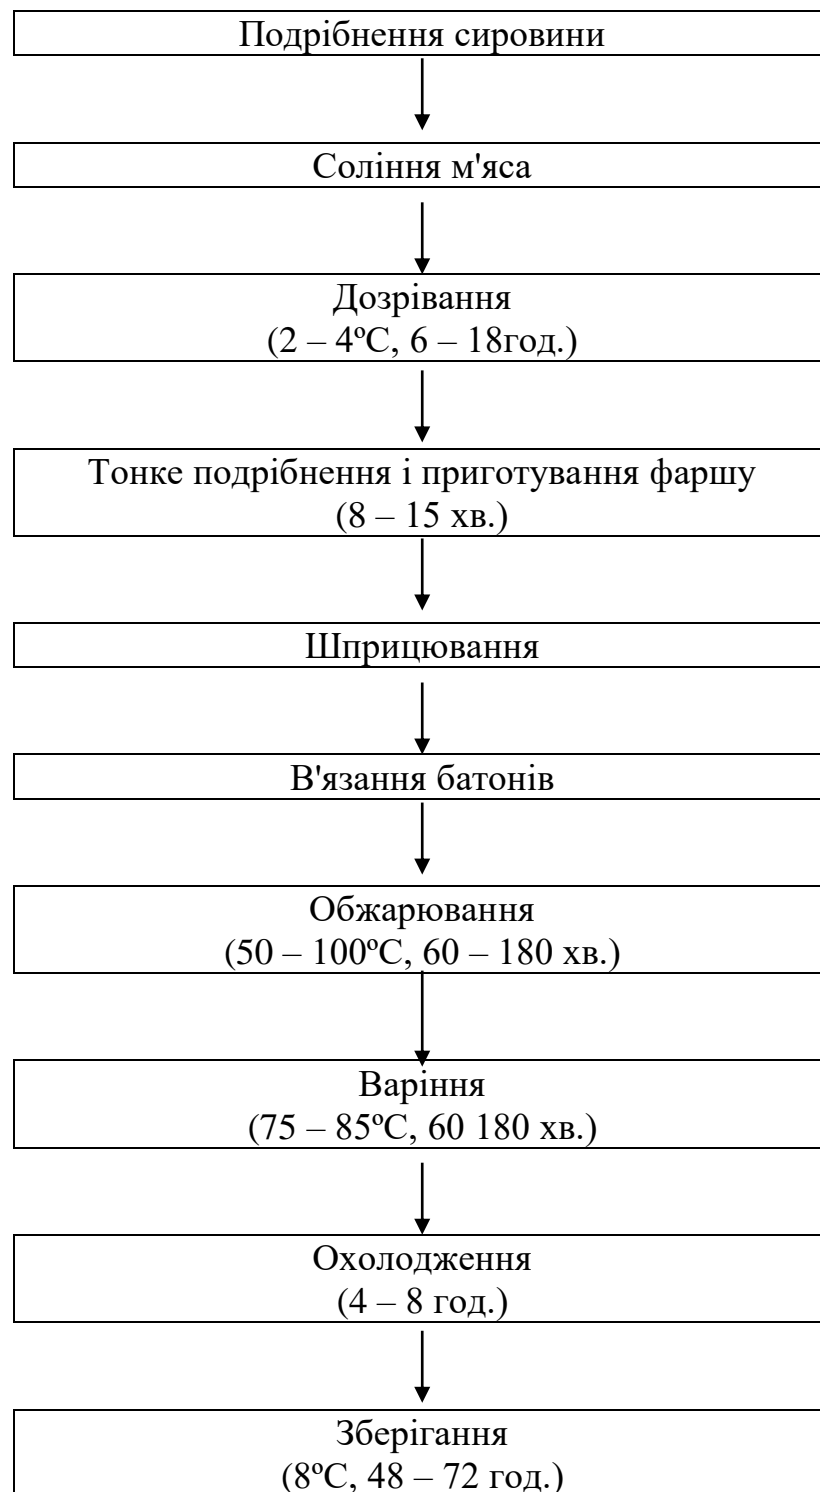 Подрібнення сировини
Соління м'яса
Дозрівання
(2 – 4ºС, 6 – 18год.)
Тонке подрібнення і приготування фаршу
(8 – 15 хв.)
Шприцювання
В'язання батонів
Обжарювання
(50 – 100ºС, 60 – 180 хв.)
Варіння
(75 – 85ºС, 60 180 хв.)
Охолодження
(4 – 8 год.)
Зберігання
(8ºС, 48 – 72 год.)